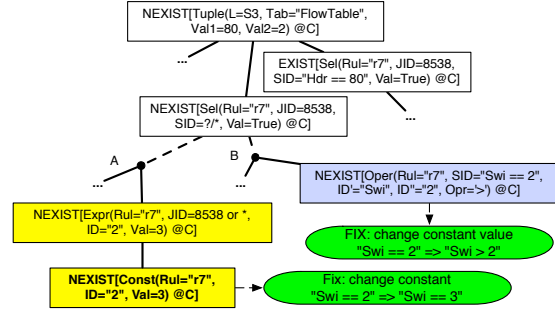 NEXIST[Tuple(L=S3, Tab="FlowTable",
Val1=80, Val2=2) @C]
...
EXIST[Sel(Rul="r7", JID=8538,
SID="Hdr == 80", Val=True) @C]
NEXIST[Sel(Rul="r7", JID=8538,
SID=?/*, Val=True) @C]
...
A
B
...
...
NEXIST[Oper(Rul="r7", SID="Swi == 2",
ID'="Swi", ID''="2", Opr='>') @C]
NEXIST[Expr(Rul="r7", JID=8538 or *,
ID="2", Val=3) @C]
FIX: change constant value
"Swi == 2" => "Swi > 2"
NEXIST[Const(Rul="r7",
ID="2", Val=3) @C]
Fix: change constant
"Swi == 2" => "Swi == 3"